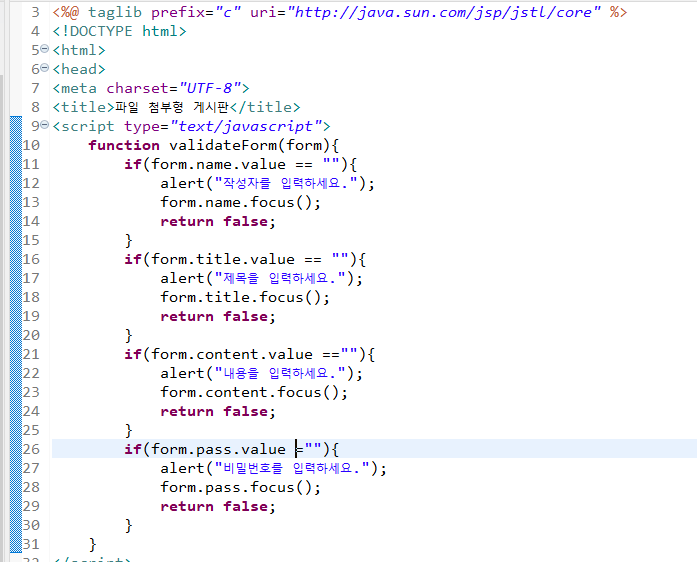 3 <%@ taglib prefix="c" uri="http://java.sun.com/jsp/jstl/core" %>
4 <!DOCTYPE html>
5 <html>
6 <head>
7 <meta charset="UTF-8">
8 <title>파일 첨부형 게시판</title>
9 <script type="text/javascript">
10     function validateForm(form){
11         if(form.name.value == ""){
12             alert("작성자를 입력하세요.");
13             form.name.focus();
14             return false;
15         }
16         if(form.title.value == ""){
17             alert("제목을 입력하세요.");
18             form.title.focus();
19             return false;
20         }
21         if(form.content.value ==""){
22             alert("내용을 입력하세요.");
23             form.content.focus();
24             return false;
25         }
26         if(form.pass.value =""){
27             alert("비밀번호를 입력하세요.");
28             form.pass.focus();
29             return false;
30         }
31     }